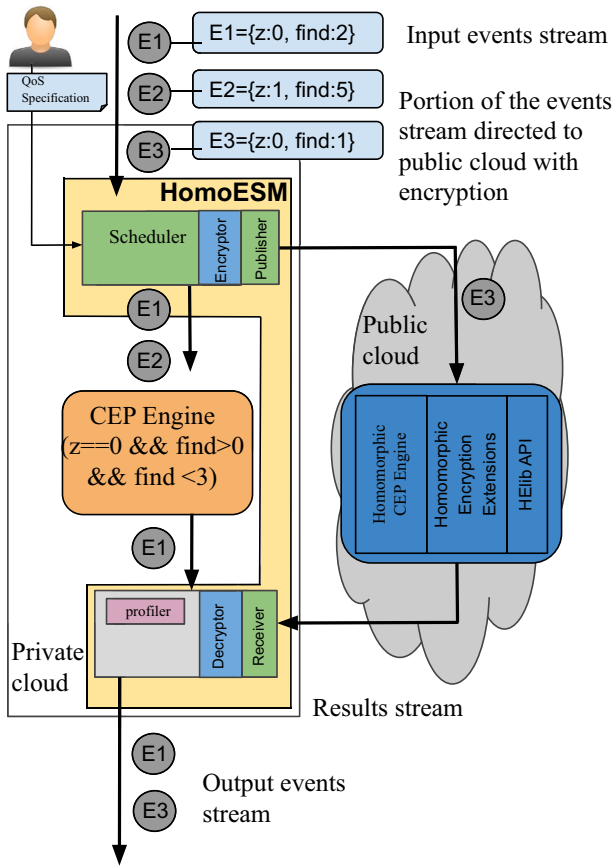 E1
E1={z:0, find:2}
Input events stream
QoS
Specification
E2
E2={z:1, find:5}
Portion of the events
stream directed to
public cloud with
encryption
E3
E3={z:0, find:1}
HomoESM
Scheduler
Encryptor
Publisher
E1
E2
E3
Public
cloud
CEP Engine
(z==0 && find>0
&& find <3)
Homomorphic
CEP Engine
Homomorphic
Encryption
Extensions
HElib API
E1
profiler
Decryptor
Receiver
Private
cloud
Results stream
E1
E3
Output events
stream